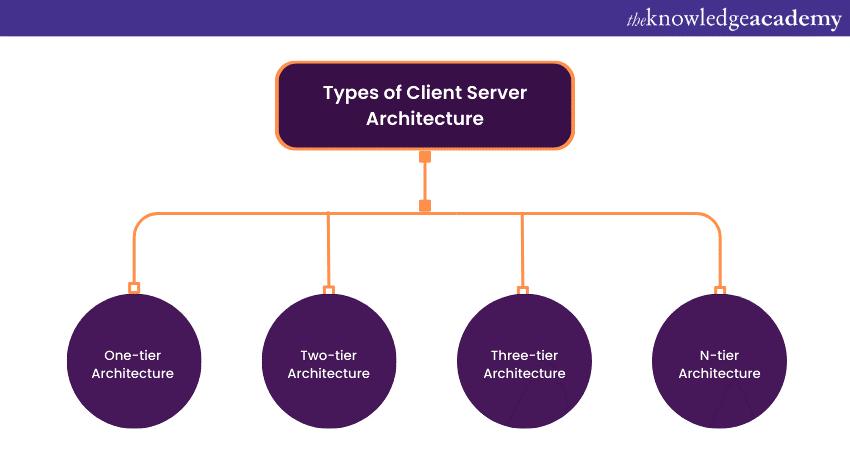 theknowledgeacademy
Types of Client Server
Architecture
One-tier
Architecture
Two-tier
Architecture
Three-tier
Architecture
N-tier
Architecture